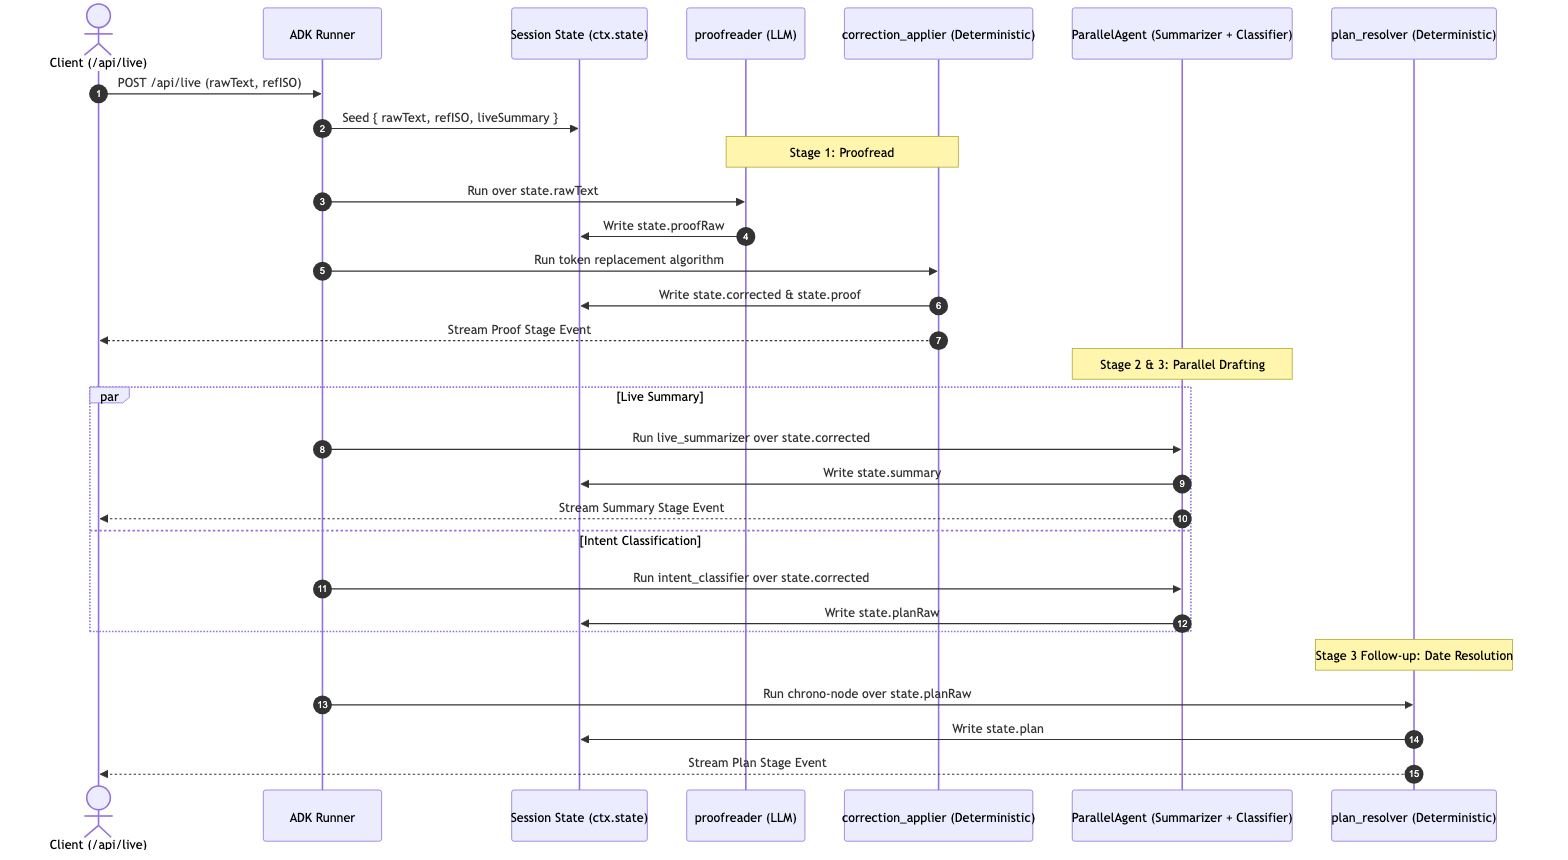 Client (/api/live)
ADK Runner
Session State (ctx.state)
proofreader (LLM)
correction_applier (Deterministic)
ParallelAgent (Summarizer + Classifier)
plan_resolver (Deterministic)
1
POST /api/live (rawText, refISO)
2
Seed { rawText, refISO, liveSummary }
Stage 1: Proofread
3
Run over state.rawText
Write state.proofRaw
4
5
Run token replacement algorithm
Write state.corrected & state.proof
6
Stream Proof Stage Event
7
Stage 2 & 3: Parallel Drafting
par
[Live Summary]
8
Run live_summarizer over state.corrected
Write state.summary
9
Stream Summary Stage Event
10
[Intent Classification]
11
Run intent_classifier over state.corrected
Write state.planRaw
12
Stage 3 Follow-up: Date Resolution
13
Run chrono-node over state.planRaw
Write state.plan
14
Stream Plan Stage Event
15
Client (/api/live)
ADK Runner
Session State (ctx.state)
proofreader (LLM)
correction_applier (Deterministic)
ParallelAgent (Summarizer + Classifier)
plan_resolver (Deterministic)